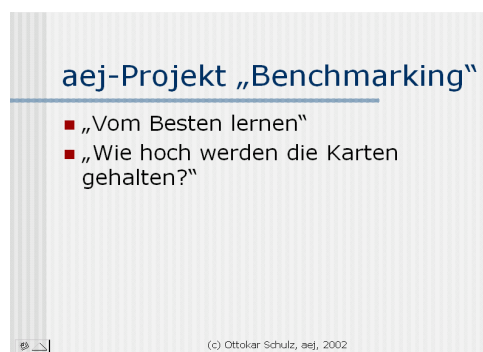 aej-Projekt „Benchmarking“
„Vom Besten lernen“
„Wie hoch werden die Karten
gehalten?“
(c) Ottokar Schulz, aej, 2002